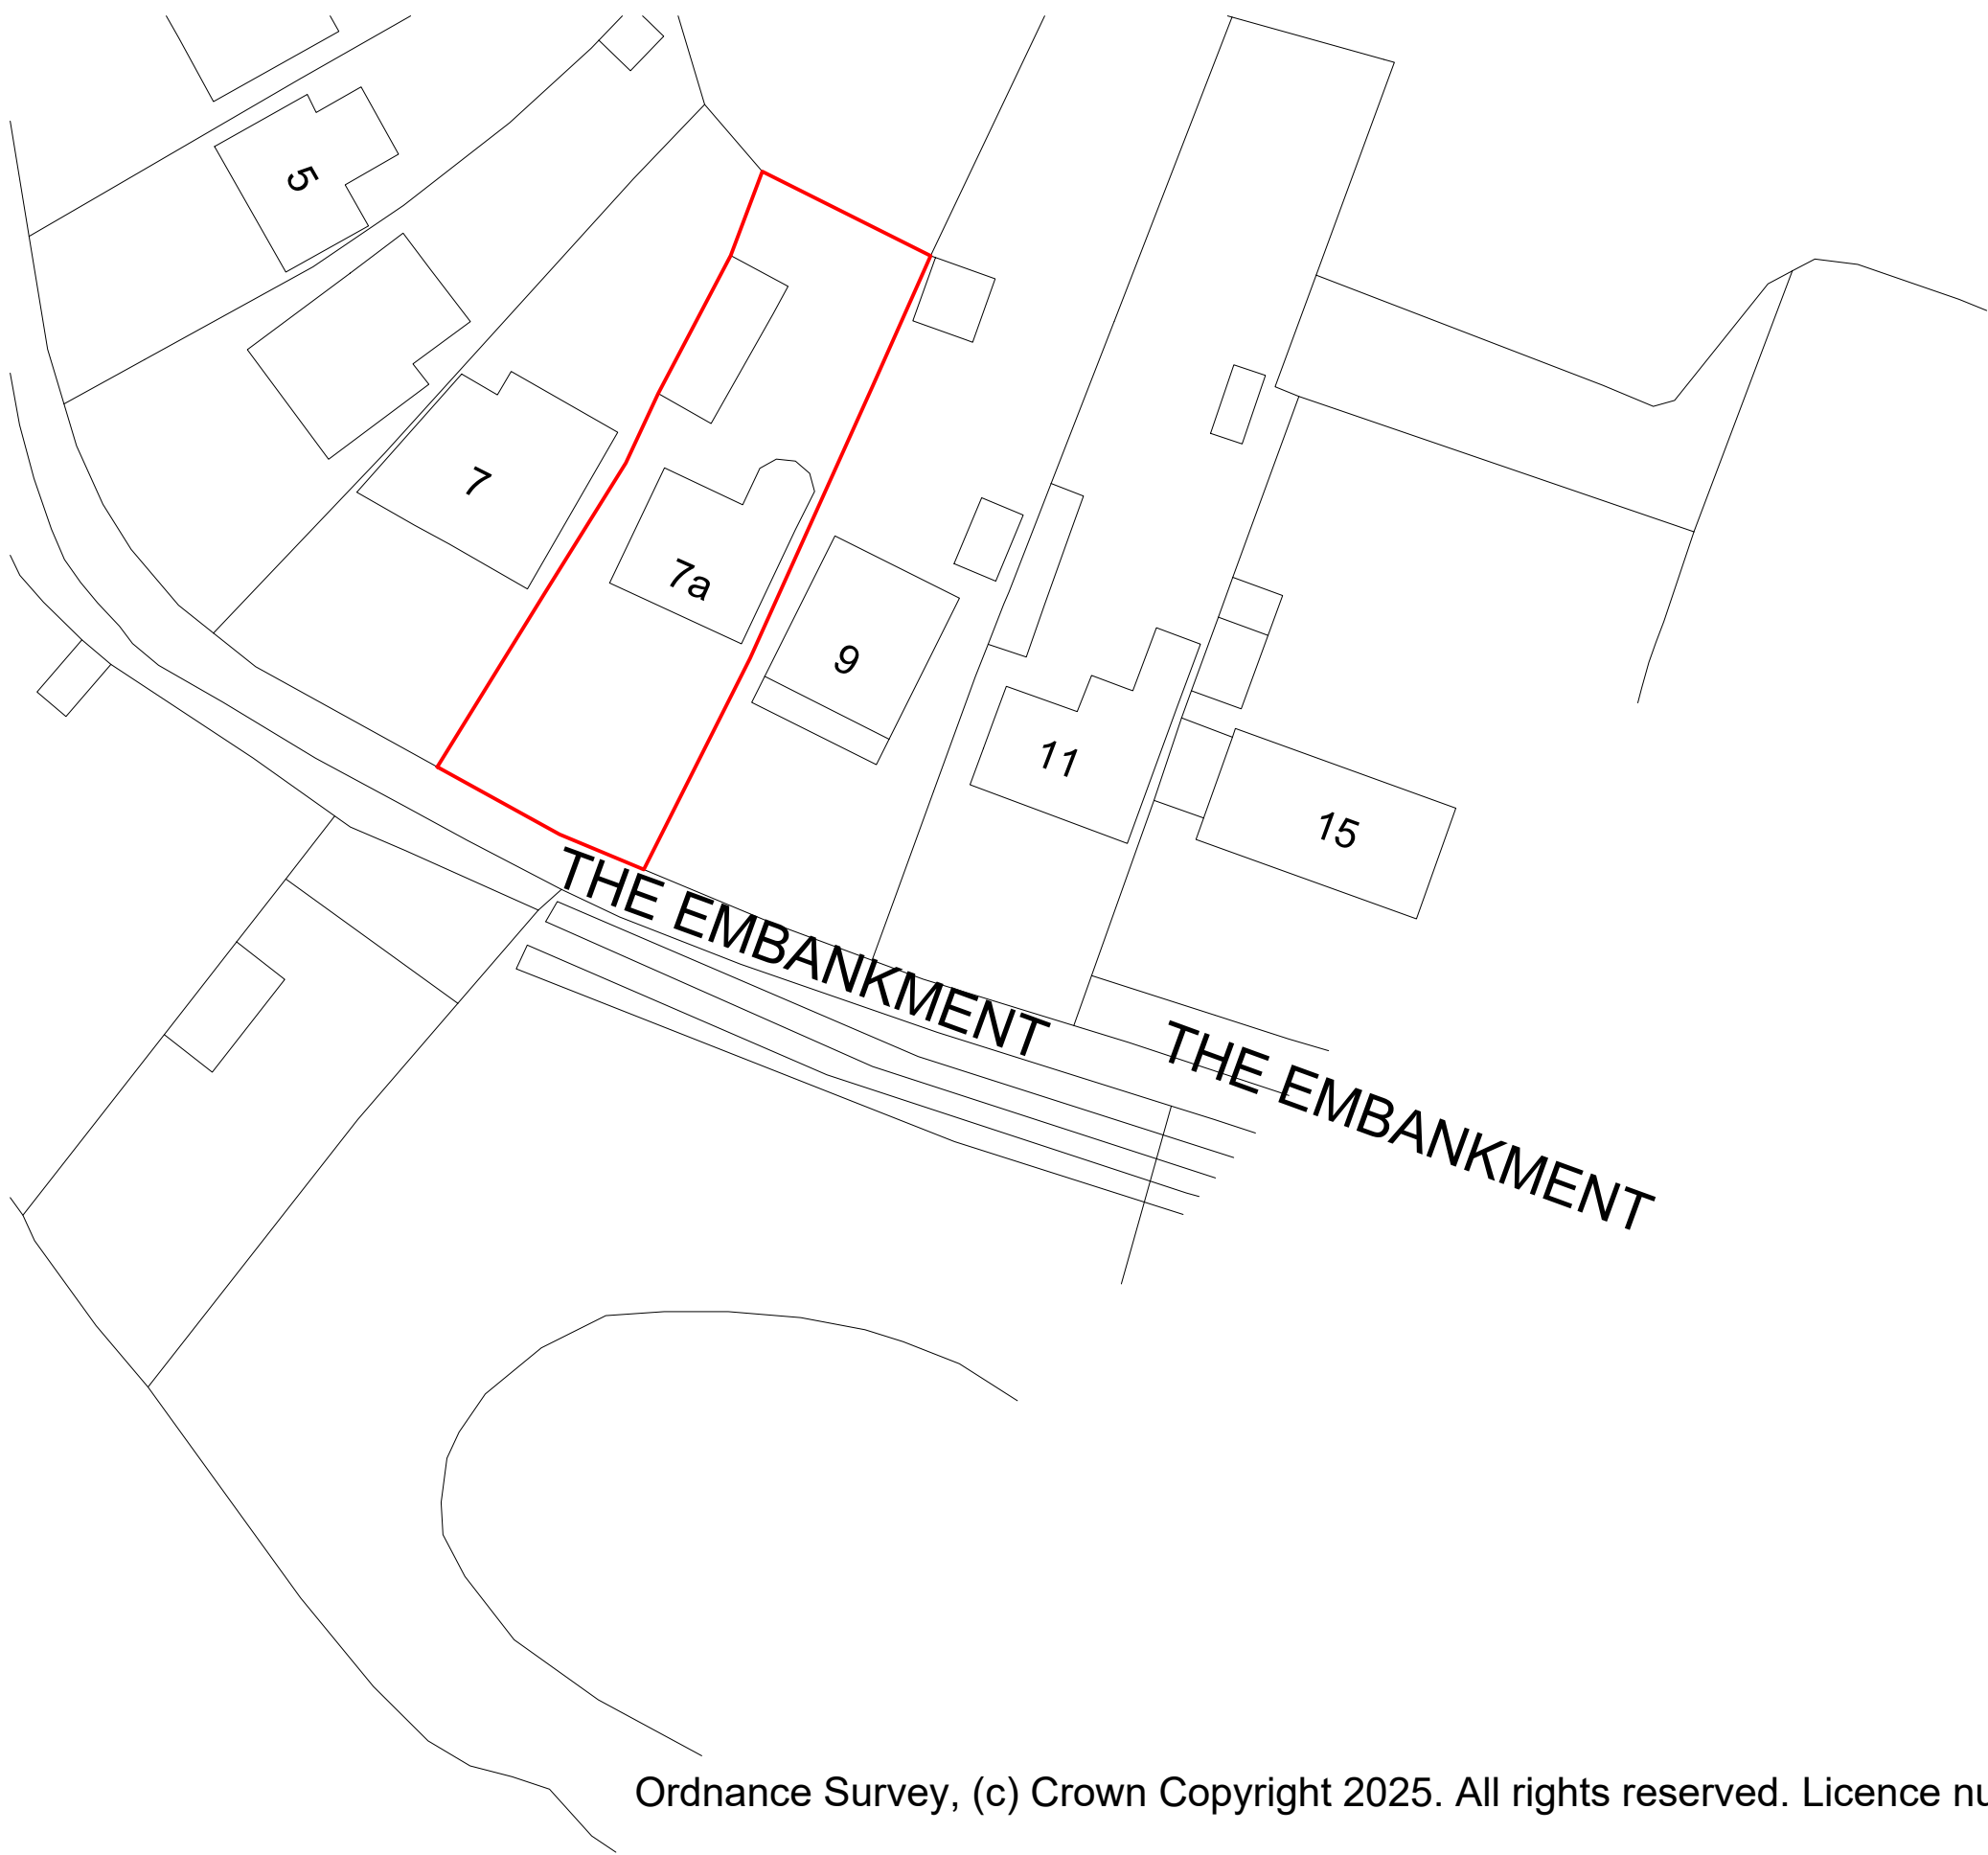 5
7
7a
9
11
15
THE EMBANKMENT
THE EMBANKMENT
Ordnance Survey, (c) Crown Copyright 2025. All rights reserved. Licence